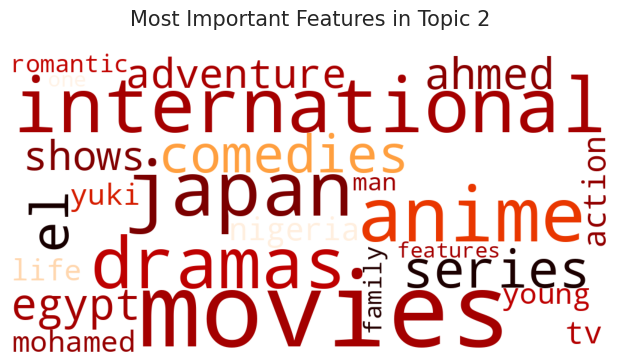 Most Important Features in Topic 2
romantic
one
adventure
ahmed
international
shows
comedies
action
japan
man
yuki
el
anime
nigeria
features
dramas
series
life
family
egypt
movies
young
mohamed
tv